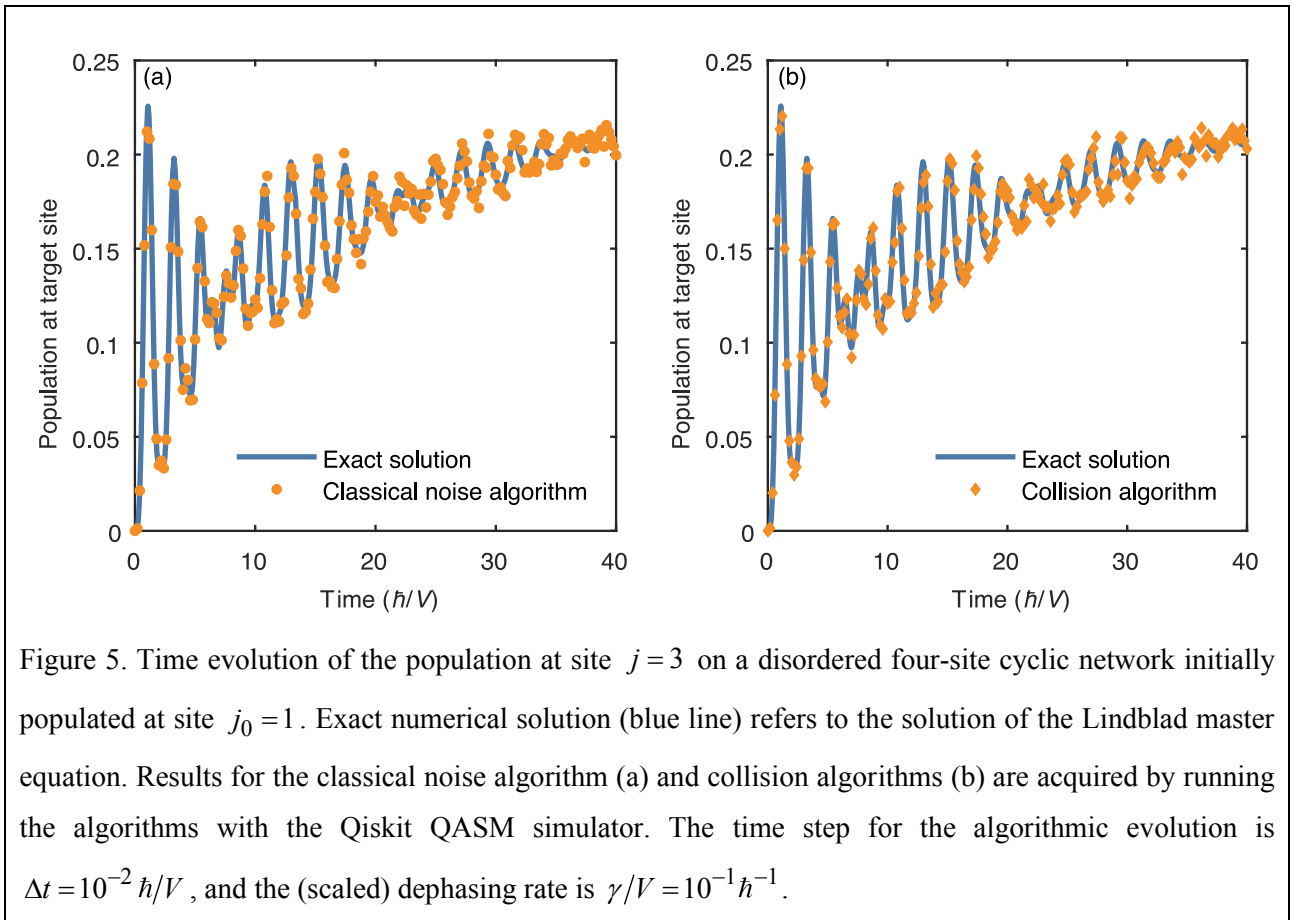 0.25
(a)
0.2
0.15
0.1
0.05
0
Population at target site
Exact solution
Classical noise algorithm
0 10 20 30 40
Time (ℏ/V)
0.25
(b)
0.2
0.15
0.1
0.05
0
Population at target site
Exact solution
Collision algorithm
0 10 20 30 40
Time (ℏ/V)
Figure 5. Time evolution of the population at site j = 3 on a disordered four-site cyclic network initially
populated at site j₀ = 1. Exact numerical solution (blue line) refers to the solution of the Lindblad master
equation. Results for the classical noise algorithm (a) and collision algorithms (b) are acquired by running
the algorithms with the Qiskit QASM simulator. The time step for the algorithmic evolution is
Δt = 10⁻² ℏ/V, and the (scaled) dephasing rate is γ/V = 10⁻¹ ℏ⁻¹.